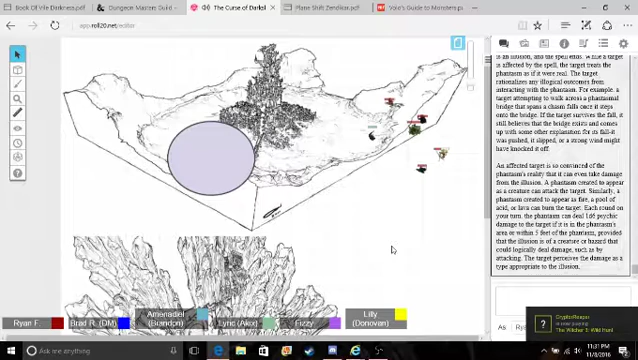 Book Of Vile Darkness.pdf
Dungeon Masters Guild
The Curse of Darksl
Plane Shift Zendikar.pdf
Volo's Guide to Monsters.p
app.roll20.net/editor
is an illusion, and the spell ends. While a
target is affected by the spell, the target treats the
phantasm as if it were real. The target
rationalizes any illogical outcomes from
interacting with the phantasm. For example, a
target attempting to walk across a phantasmal
bridge that spans a chasm falls once it steps
onto the bridge. If the target survives the fall, it
still believes that the bridge exists and comes
up with some other explanation for its fall-it
was pushed, it slipped, or a strong wind might
have knocked it off.
An affected target is so convinced of the
phantasm's reality that it can even take damage
from the illusion. A phantasm created to appear
as a creature can attack the target. Similarly, a
phantasm created to appear as fire, a pool of
acid, or lava can burn the target. Each round on
your turn, the phantasm can deal 1d6 psychic
damage to the target if it is in the phantasm's
area or within 5 feet of the phantasm, provided
that the illusion is of a creature or hazard that
could logically deal damage, such as by
attacking. The target perceives the damage as a
type appropriate to the illusion.
Ryan F.
Brad R. (DM)
Amenadiel
(Brandon)
Lyric (Ako)
Fizzy
Lilly
(Donovan)
As:
CryptoReaper
is now playing
The Witcher 3: Wild Hunt
Ask me anything
11:31 PM
11/8/2016